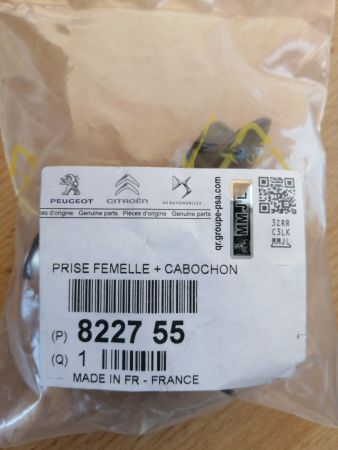 PEUGEOT CITROËN DS AUTOMOBILES
Pièces d'origine Genuine parts Pièces d'origine Genuine parts
qr.groupe-psa.com
MMJL
3ZRR
C3LK
MMJL
PRISE FEMELLE + CABOCHON
(P) 8227 55
(Q) 1
MADE IN FR - FRANCE